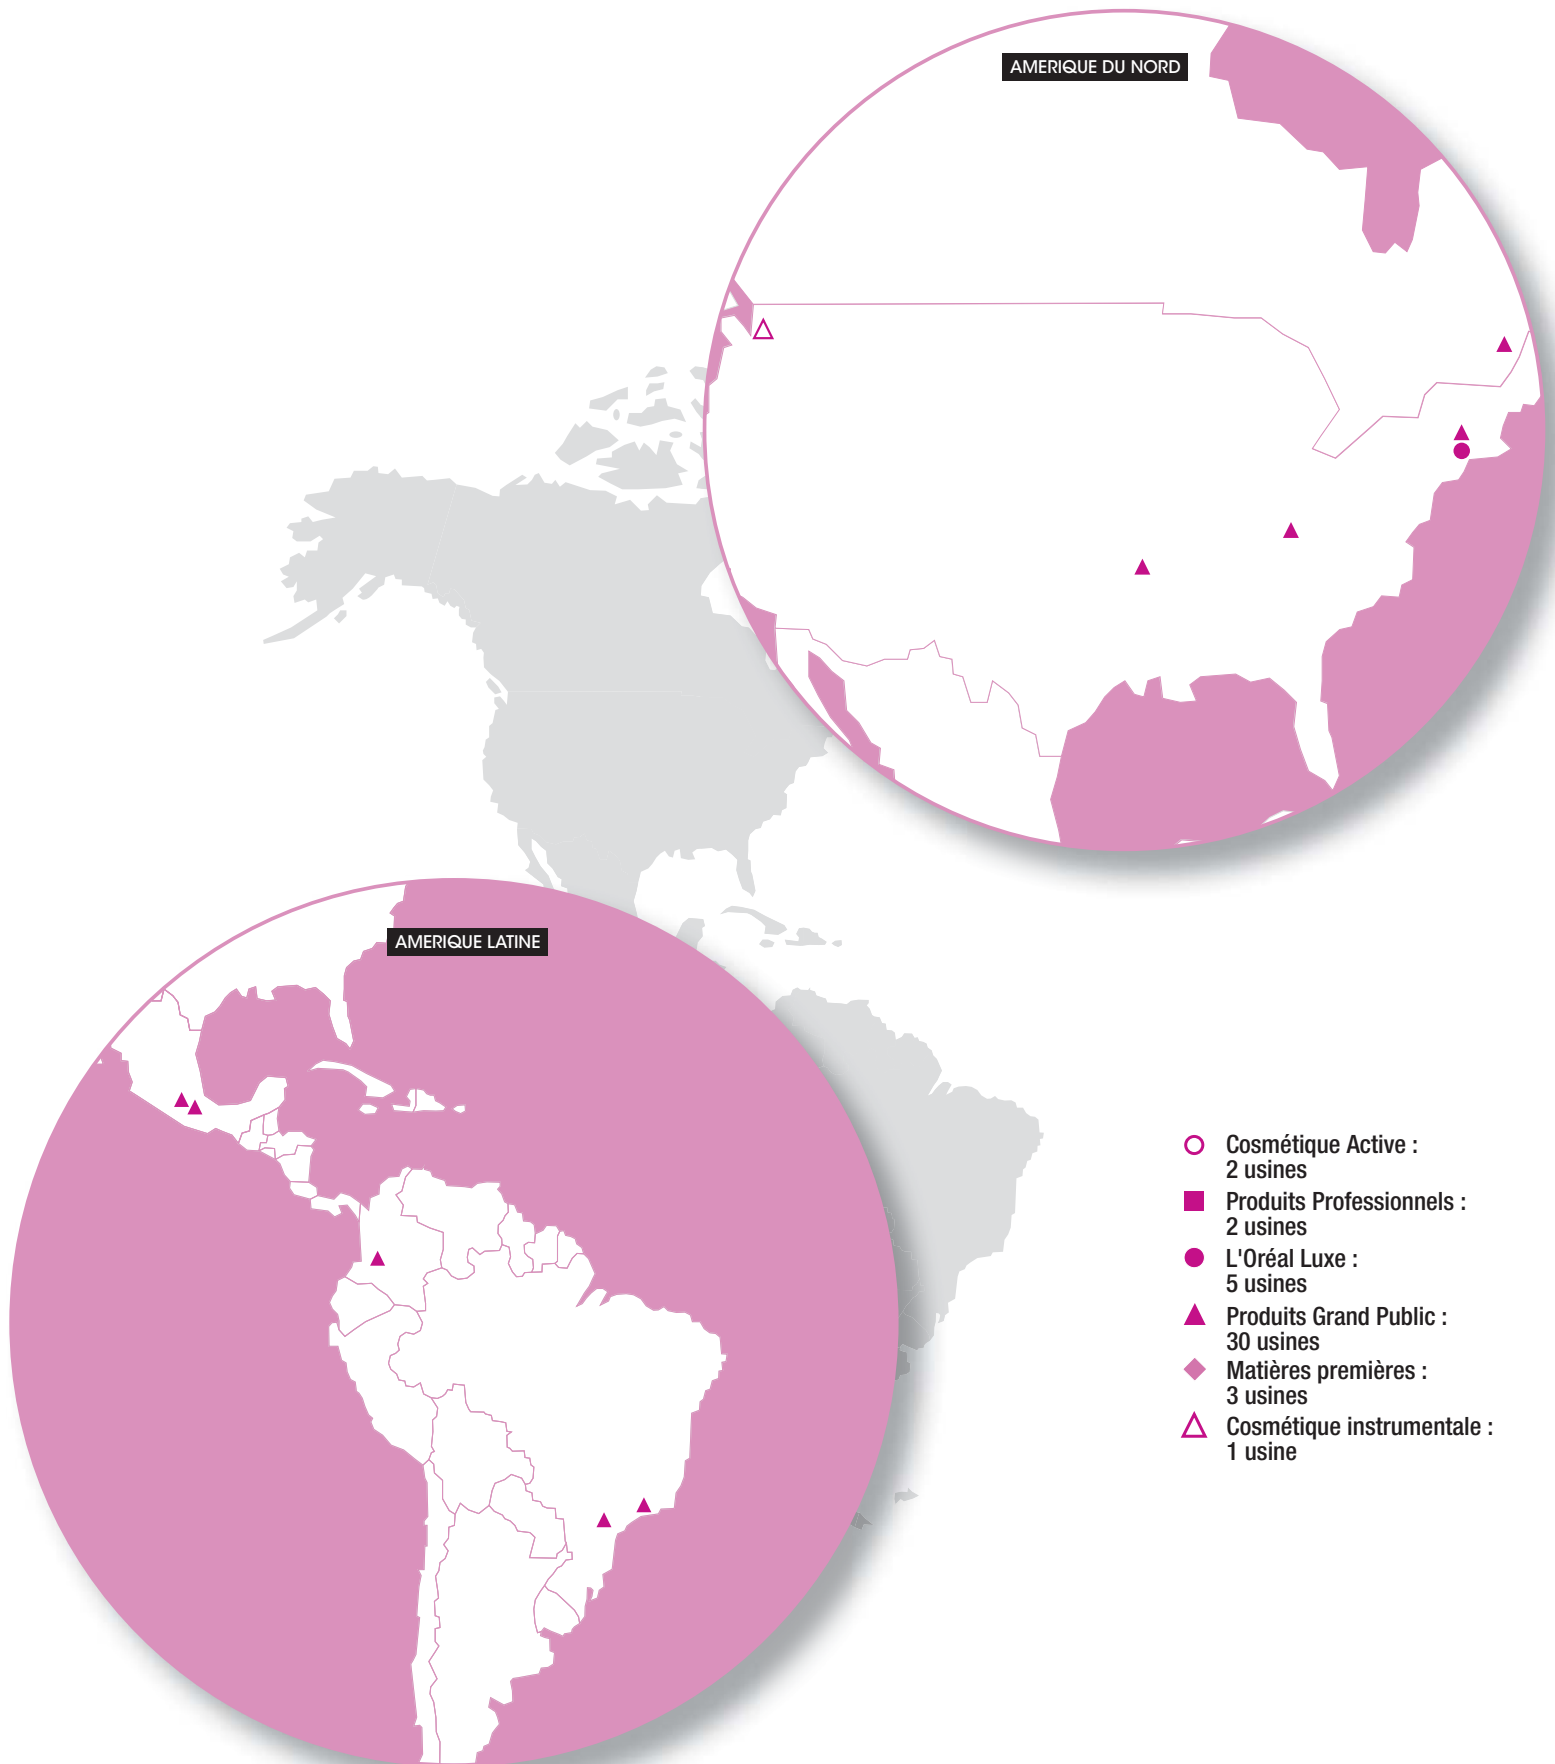 AMERIQUE DU NORD
AMERIQUE LATINE
Cosmétique Active :
2 usines
Produits Professionnels :
2 usines
L'Oréal Luxe :
5 usines
Produits Grand Public :
30 usines
Matières premières :
3 usines
Cosmétique instrumentale :
1 usine